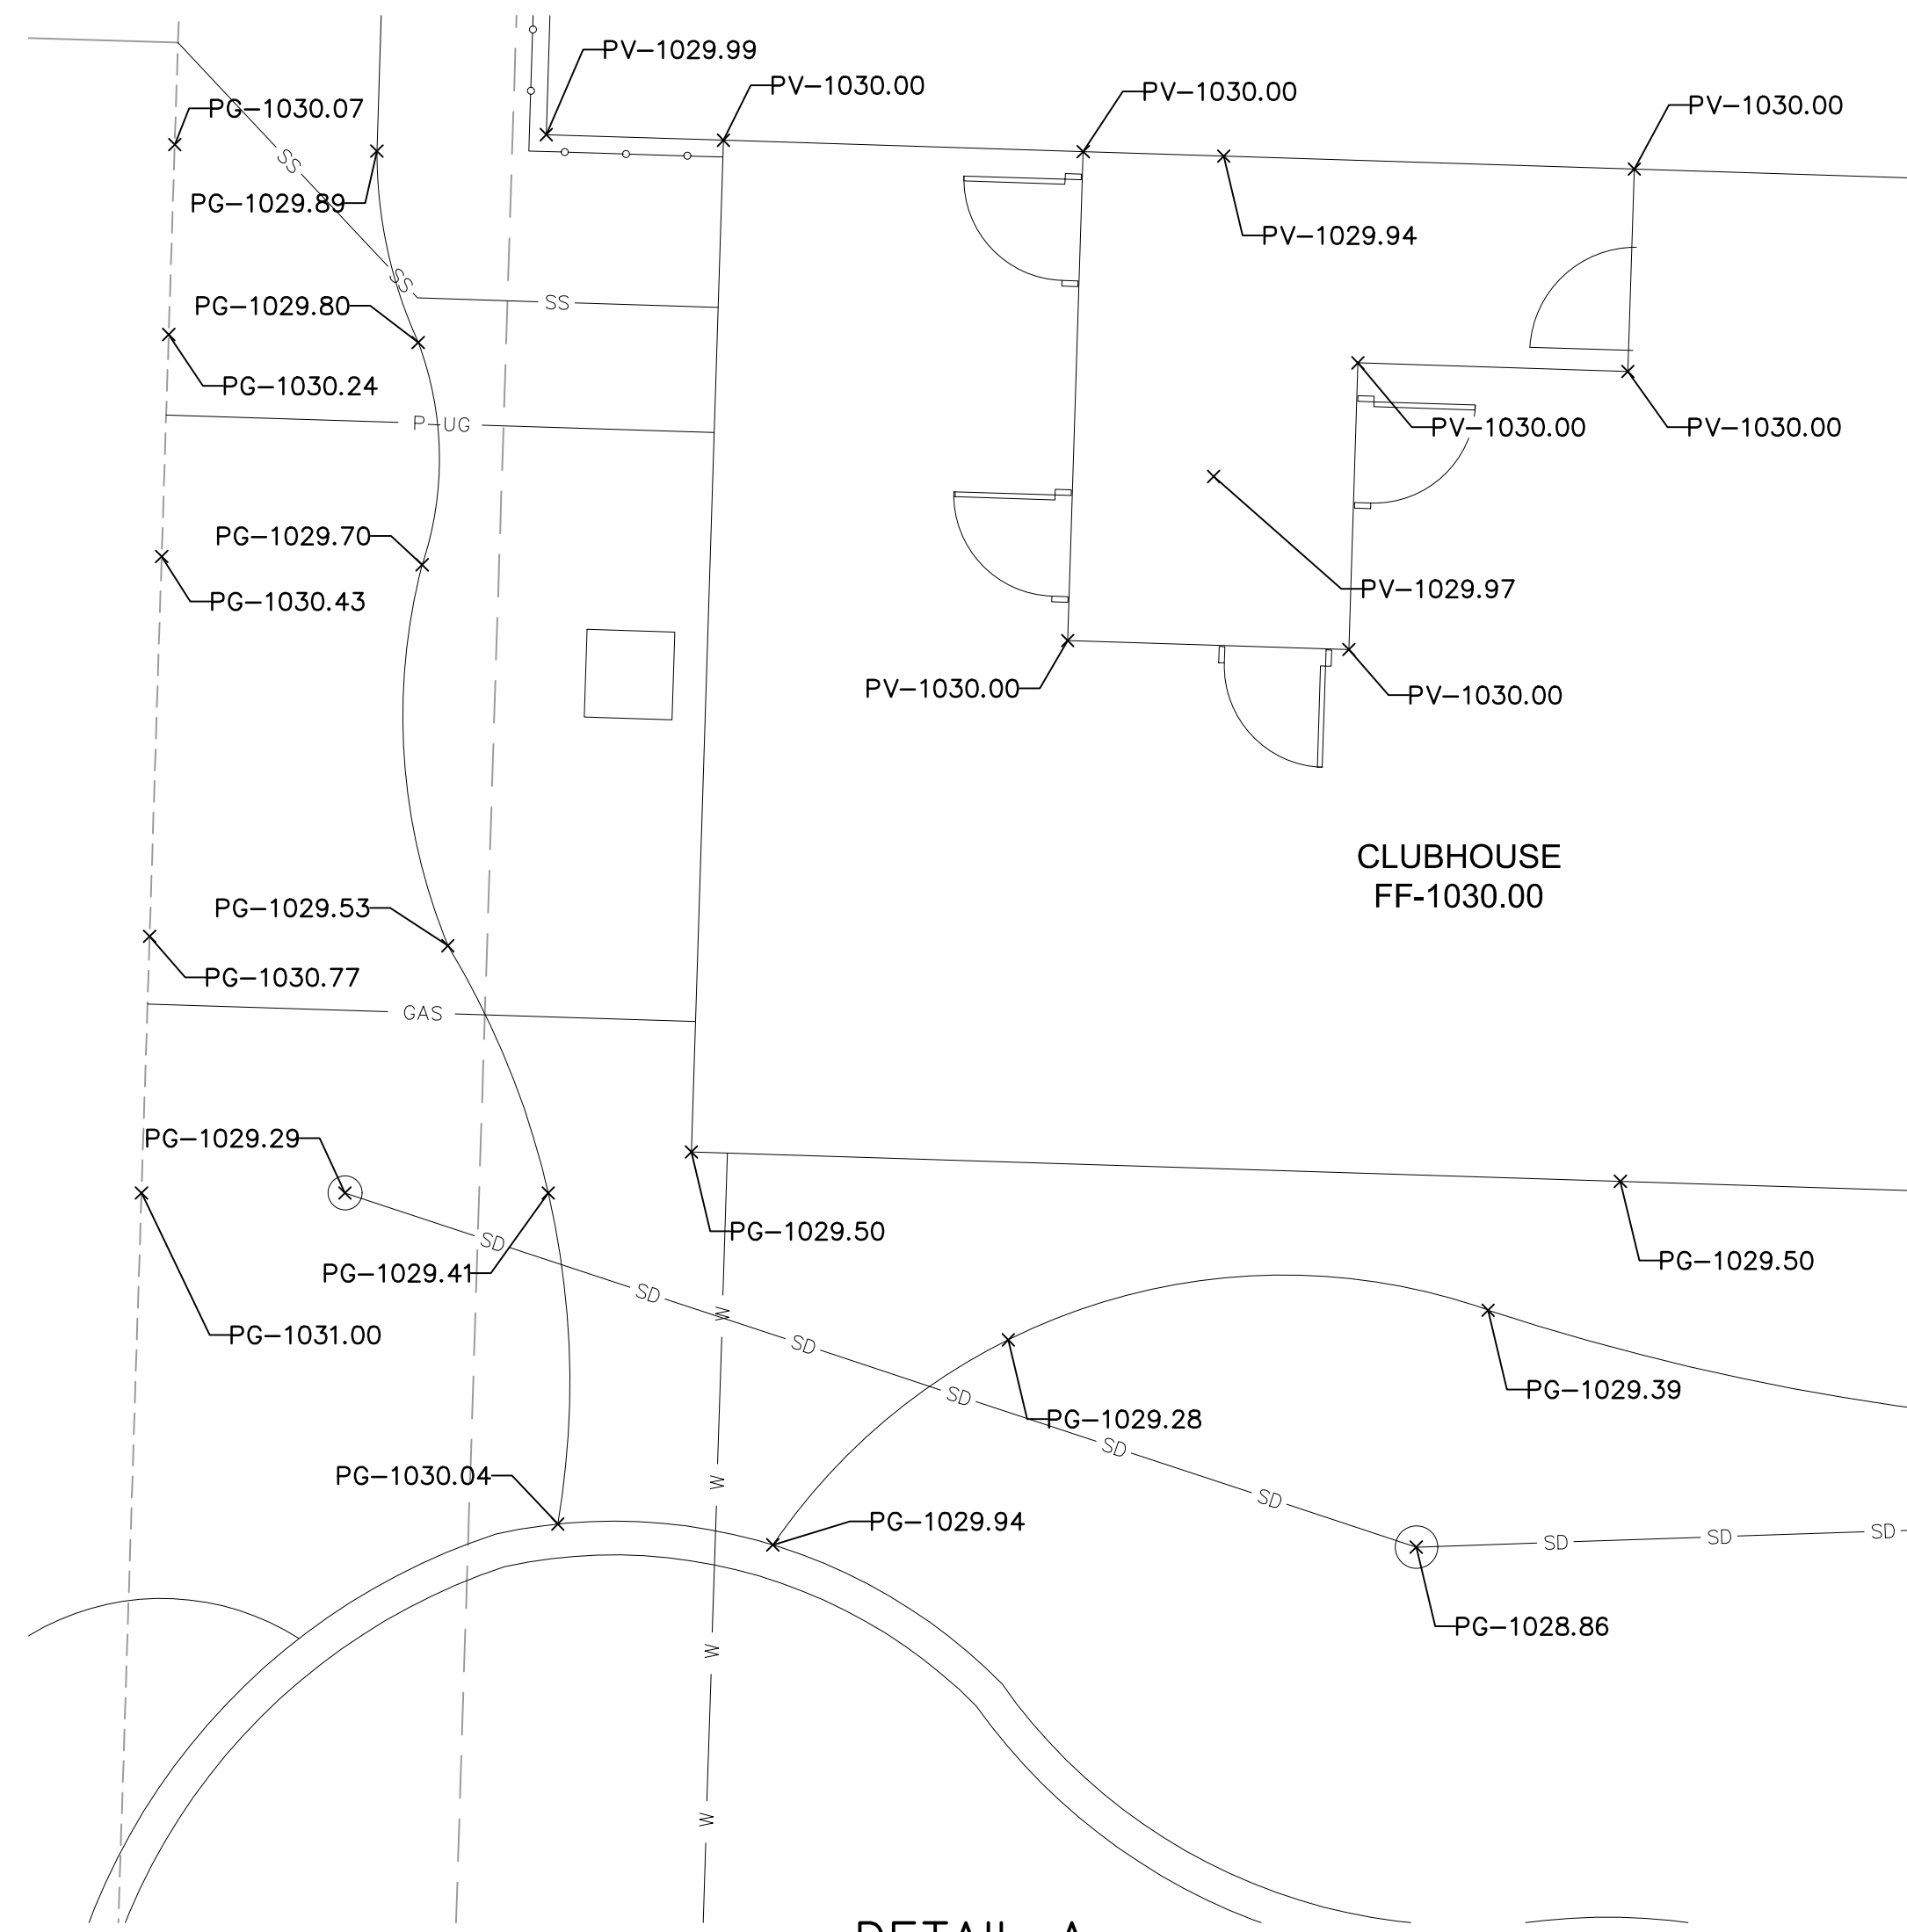 PV-1029.99
PV-1030.00
PV-1030.00
PV-1030.00
PG-1030.07
SS
PG-1029.89
PV-1029.94
SS
SS
PG-1029.80
PG-1030.24
P-UG
PV-1030.00
PV-1030.00
PG-1029.70
PG-1030.43
PV-1029.97
PV-1030.00
PV-1030.00
CLUBHOUSE
FF-1030.00
PG-1029.53
PG-1030.77
GAS
PG-1029.29
PG-1029.50
SD
PG-1029.41
PG-1029.50
SD
W
PG-1031.00
SD
SD
PG-1029.39
PG-1029.28
SD
PG-1030.04
W
SD
PG-1029.94
SD
SD
SD
PG-1028.86
W
W
DETAIL A